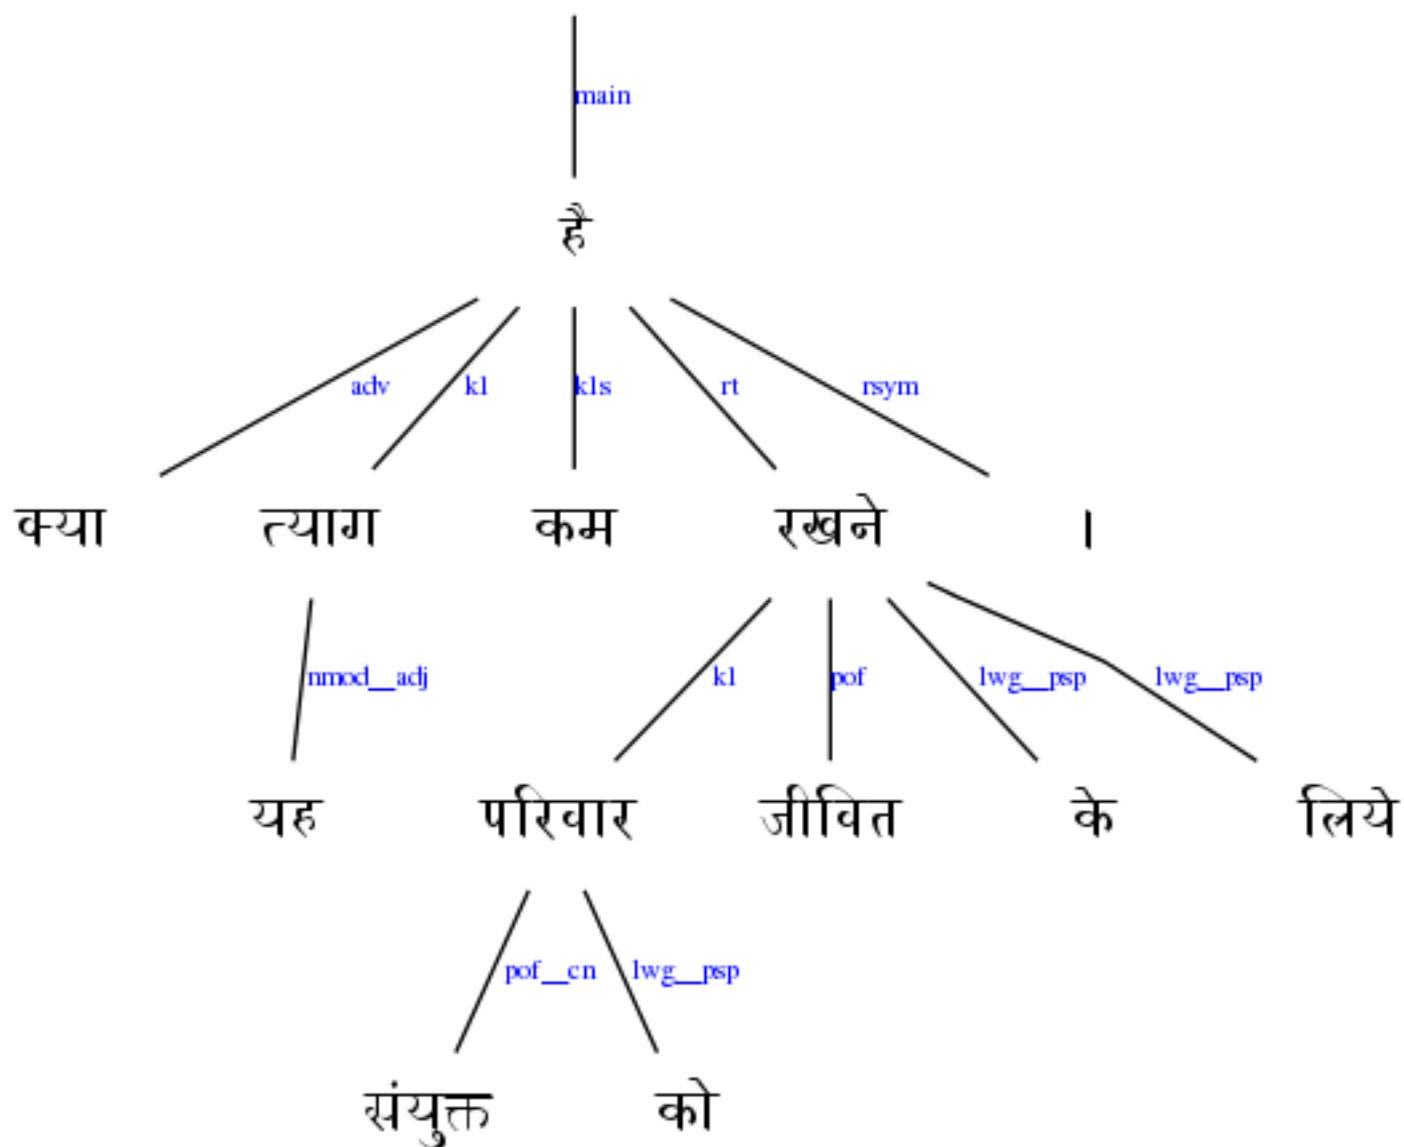 main
है
adv k1 k1s rt rsym
क्या त्याग कम रखने ।
nmod__adj k1 pof lwg__psp lwg__psp
यह परिवार जीवित के लिये
pof__cn lwg__psp
संयुक्त को